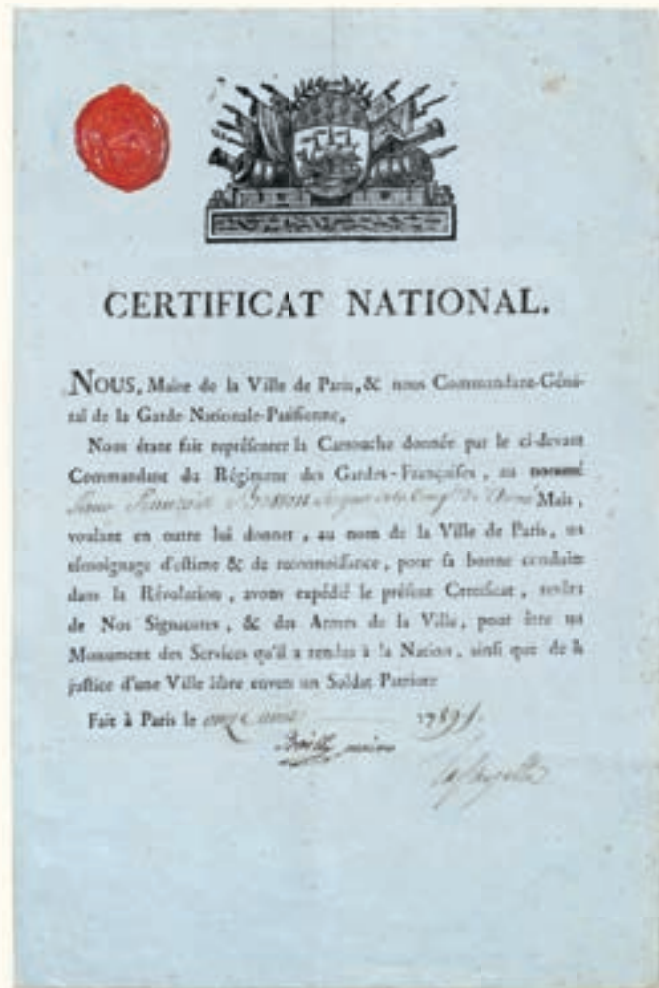 CERTIFICAT NATIONAL.
NOUS, Maire de la Ville de Paris, & nous Commandant-Géné-
ral de la Garde Nationale-Parisienne,
Nous étant fait représenter la Cartouche donnée par le ci-devant
Commandant du Régiment des Gardes-Françaises, au nommé
Mais,
voulant en outre lui donner, au nom de la Ville de Paris, un
témoignage d'estime & de reconnoissance, pour sa bonne conduite
dans la Révolution, avons expédié le présent Certificat, revêtu
de Nos Signatures, & des Armes de la Ville, pour être un
Monument des Services qu'il a rendus à la Nation, ainsi que de la
justice d'une Ville libre envers un Soldat Patriote
Fait à Paris le 1789
Bailly maire
Lafayette